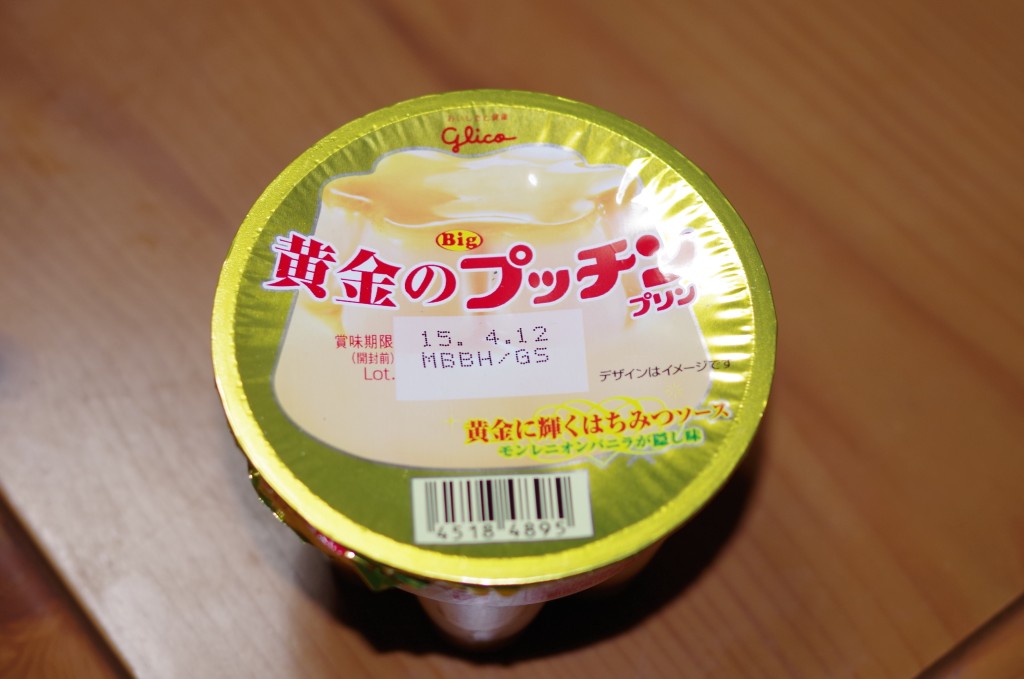 おいしさと健康
Glico
Big
黄金のプッチン
プリン
賞味期限
(開封前)
15. 4.12
Lot.
MBBH/GS
デザインはイメージです
黄金に輝くはちみつソース
モンレニオンバニラが隠し味
4518 4895